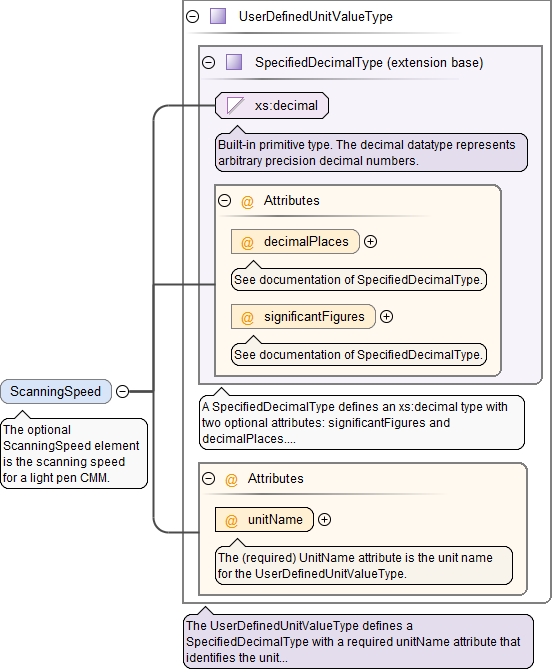 UserDefinedUnitValueType
SpecifiedDecimalType (extension base)
xs:decimal
Built-in primitive type. The decimal datatype represents
arbitrary precision decimal numbers.
@ Attributes
@ decimalPlaces
See documentation of SpecifiedDecimalType.
@ significantFigures
See documentation of SpecifiedDecimalType.
ScanningSpeed
The optional
ScanningSpeed element
is the scanning speed
for a light pen CMM.
A SpecifiedDecimalType defines an xs:decimal type with
two optional attributes: significantFigures and
decimalPlaces....
@ Attributes
@ unitName
The (required) UnitName attribute is the unit name
for the UserDefinedUnitValueType.
The UserDefinedUnitValueType defines a
SpecifiedDecimalType with a required unitName attribute that
identifies the unit...